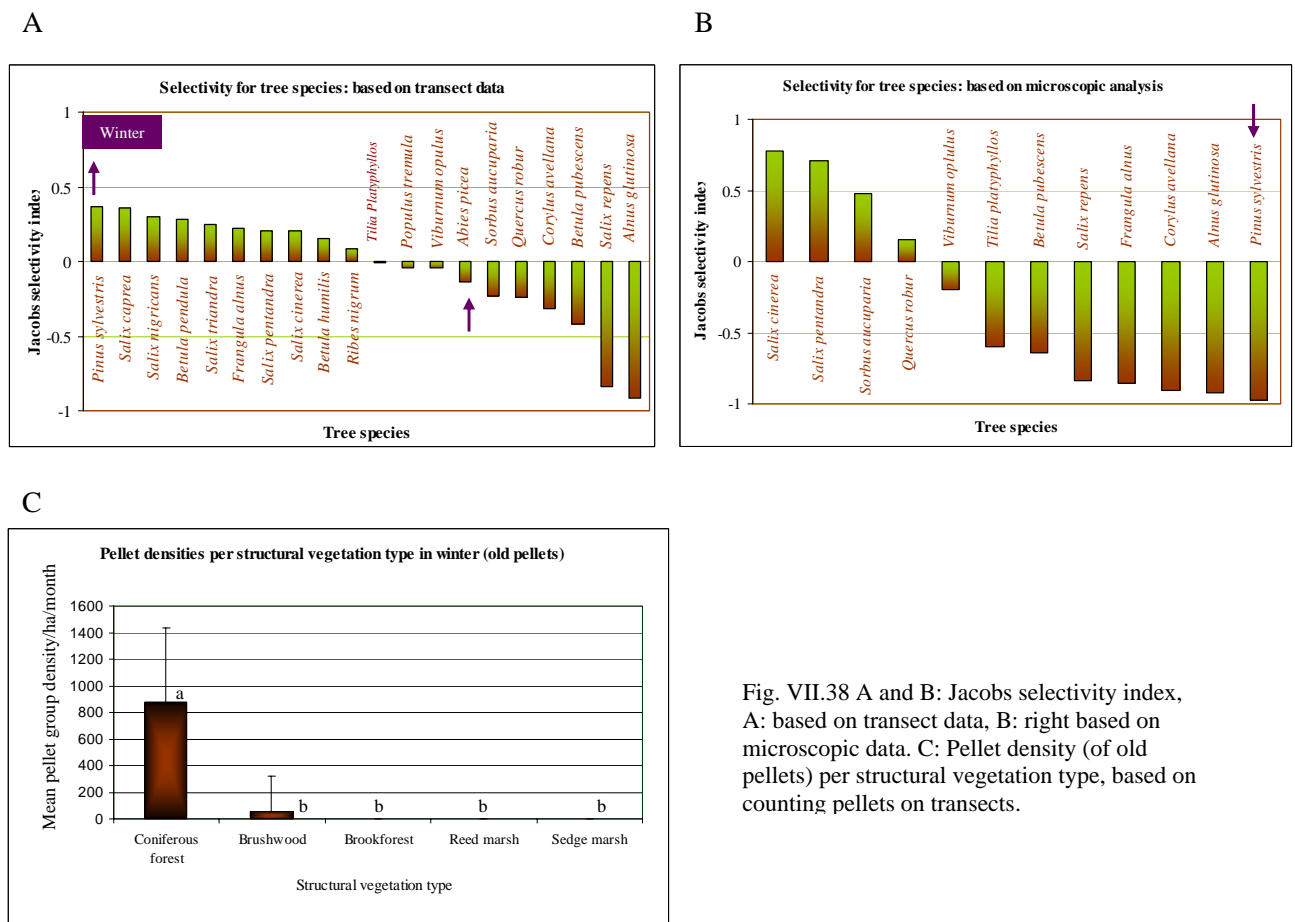 A
Selectivity for tree species: based on transect data
Jacobs selectivity index
1
0.5
0
-0.5
-1
Winter
Pinus sylvestris
Salix caprea
Salix nigricans
Betula pendula
Salix triandra
Frangula adnus
Salix pentandra
Salix cinerea
Betula humilis
Ribes nigrum
Tilia Platyphyllos
Populus tremula
Viburnum opulus
Abies picea
Sorbus aucuparia
Quercus robur
Corylus avellana
Betula pubescens
Salix repens
Alnus glutinosa
Tree species
B
Selectivity for tree species: based on microscopic analysis
Jacobs selectivity index
1
0.5
0
-0.5
-1
Salix cinerea
Salix pentandra
Sorbus aucuparia
Quercus robur
Viburnum oplulus
Tilia platyphyllos
Betula pubescens
Salix repens
Frangula alnus
Corylus avellana
Alnus glutinosa
Pinus sylvestris
Tree species
C
Pellet densities per structural vegetation type in winter (old pellets)
Mean pellet group density/ha/month
1600
1400
1200
1000
800
600
400
200
0
a
b
b
b
b
Coniferous
forest
Brushwood
Brookforest
Reed marsh
Sedge marsh
Structural vegetation type
Fig. VII.38 A and B: Jacobs selectivity index,
A: based on transect data, B: right based on
microscopic data. C: Pellet density (of old
pellets) per structural vegetation type, based on
counting pellets on transects.